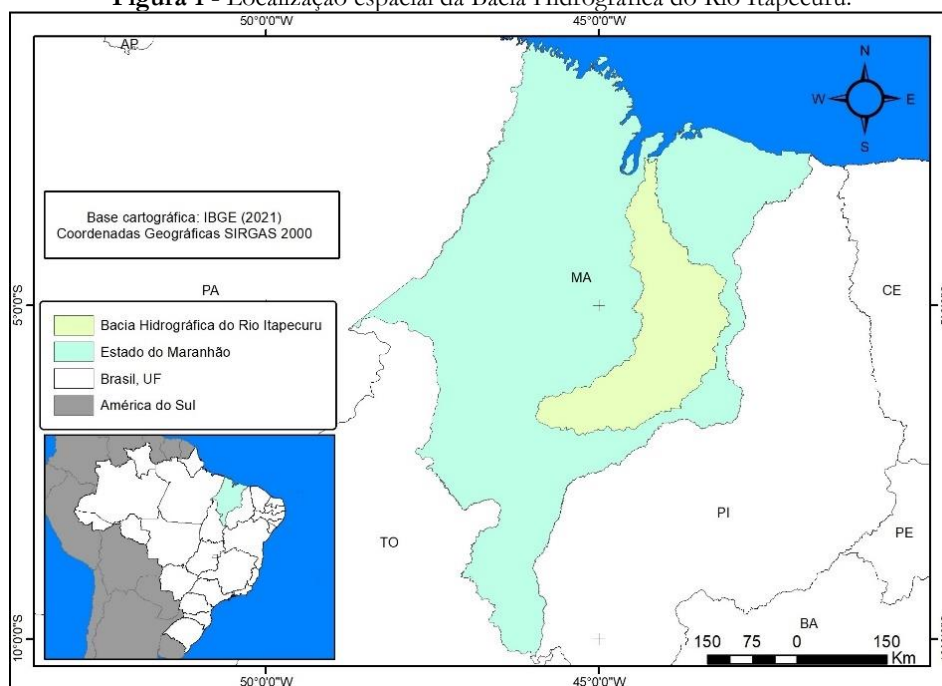 Figura 1 - Localização espacial da Bacia Hidrográfica do Rio Itapecuru.
50°0'0"W
45°0'0"W
AP
N
W
E
S
Base cartográfica: IBGE (2021)
Coordenadas Geográficas SIRGAS 2000
PA
MA
CE
5°0'0"S
Bacia Hidrográfica do Rio Itapecuru
Estado do Maranhão
Brasil, UF
América do Sul
TO
PI
PE
BA
10°0'0"S
150 75 0 150
Km
50°0'0"W
45°0'0"W